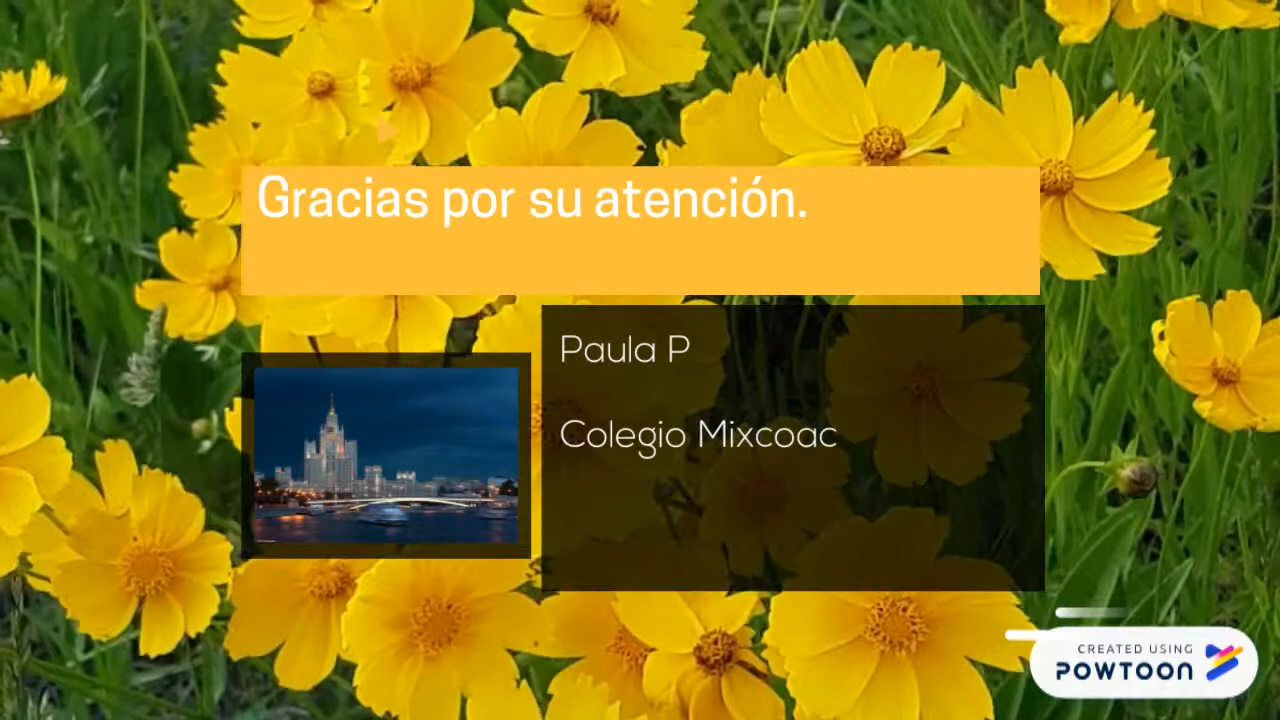 Gracias por su atención.
Paula P
Colegio Mixcoac
CREATED USING
POWTOON